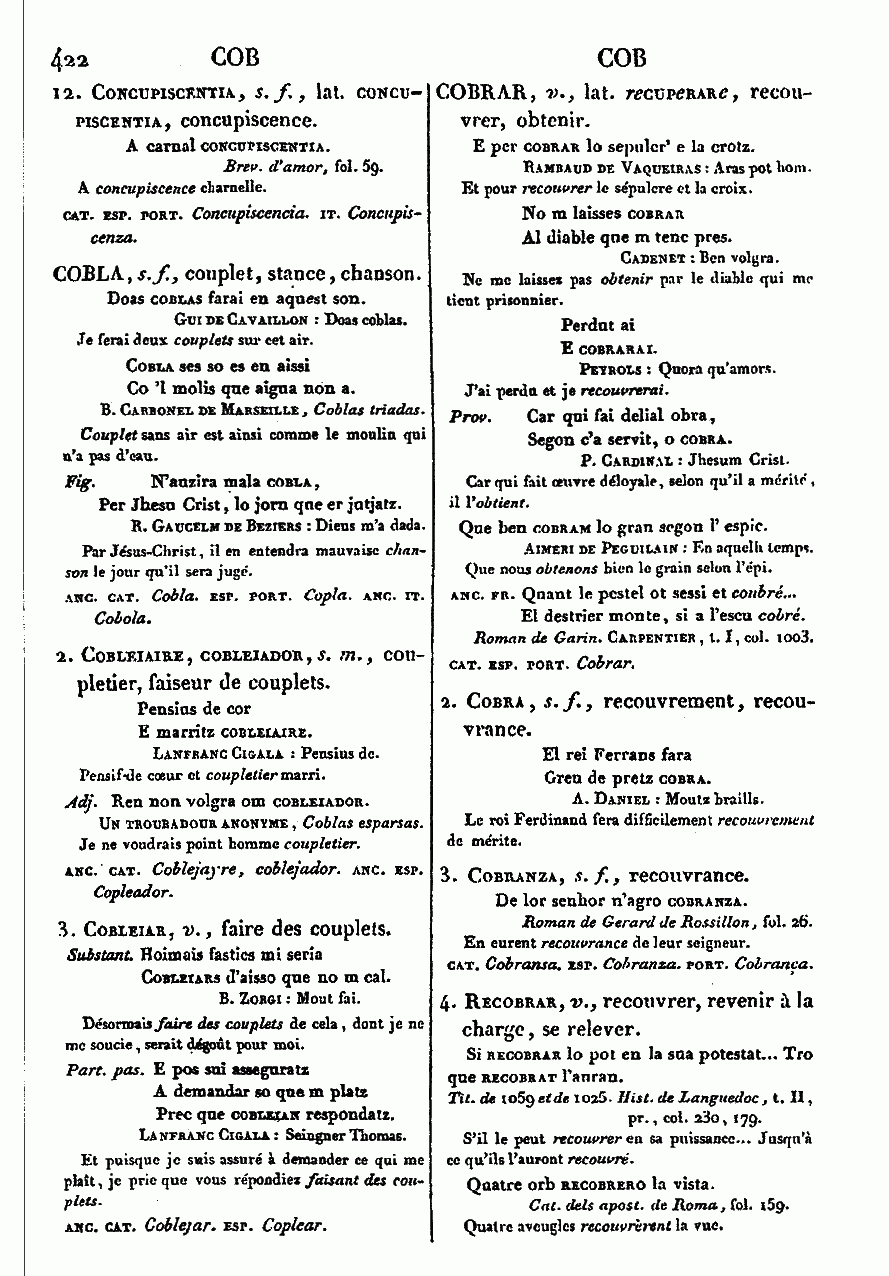 422 COB COB
12. Concupiscentia, s. f., lat. concu-
piscentia, concupiscence.
A carnal concupiscentia.
Brev. d'amor, fol. 59.
A concupiscence charnelle.
cat. esp. port. Concupiscencia. it. Concupis-
cenza.
COBLA, s. f., couplet, stance, chanson.
Doas coblas farai en aquest son.
Gui de Cavaillon : Doas coblas.
Je ferai deux couplets sur cet air.
Cobla ses so es en aissi
Co 'l molis que aigua non a.
B. Carbonel de Marseille, Coblas triadas.
Couplet sans air est ainsi comme le moulin qui
n'a pas d'eau.
Fig. N'auzira mala cobla,
Per Jhesu Crist, lo jorn que er jutjatz.
R. Gaucelm de Beziers : Dieus m'a dada.
Par Jésus-Christ, il en entendra mauvaise chan-
son le jour qu'il sera jugé.
anc. cat. Cobla. esp. port. Copla. anc. it.
Cobola.
2. Cobleiaire, cobleiador, s. m., cou-
pletier, faiseur de couplets.
Pensius de cor
E marritz cobleiaire.
Lanfranc Cigala : Pensius de.
Pensif de cœur et coupletier marri.
Adj. Ren non volgra om cobleiador.
Un troubadour anonyme, Coblas esparsas.
Je ne voudrais point homme coupletier.
anc. cat. Coblejayre, coblejador. anc. esp.
Copleador.
3. Cobleiar, v., faire des couplets.
Substant. Hoimais fastics mi seria
Cobleiars d'aisso que no m cal.
B. Zorgi : Mout fai.
Désormais faire des couplets de cela, dont je ne
me soucie, serait dégoût pour moi.
Part. pas. E pos sui asseguratz
A demandar so que m platz
Prec que cobleian respondatz.
Lanfranc Cigala : Seingner Thomas.
Et puisque je suis assuré à demander ce qui me
plaît, je prie que vous répondiez faisant des cou-
plets.
anc. cat. Coblejar. esp. Coplear.
COBRAR, v., lat. recuperare, recou-
vrer, obtenir.
E per cobrar lo sepulcr' e la crotz.
Rambaud de Vaqueiras : Aras pot hom.
Et pour recouvrer le sépulcre et la croix.
No m laisses cobrar
Al diable que m tenc pres.
Cadenet : Ben volgra.
Ne me laissez pas obtenir par le diable qui me
tient prisonnier.
Perdut ai
E cobrarai.
Peyrols : Quora qu'amors.
J'ai perdu et je recouvrerai.
Prov. Car qui fai delial obra,
Segon c'a servit, o cobra.
P. Cardinal : Jhesum Crist.
Car qui fait œuvre déloyale, selon qu'il a mérité,
il l'obtient.
Que ben cobram lo gran segon l' espic.
Aimeri de Peguilain : En aquelh temps.
Que nous obtenons bien le grain selon l'épi.
anc. fr. Quant le pestel ot sessi et coubré...
El destrier monte, si a l'escu cobré.
Roman de Garin. Carpentier, t. I, col. 1003.
cat. esp. port. Cobrar.
2. Cobra, s. f., recouvrement, recou-
vrance.
El rei Ferrans fara
Greu de pretz cobra.
A. Daniel : Moutz braills.
Le roi Ferdinand fera difficilement recouvrement
de mérite.
3. Cobranza, s. f., recouvrance.
De lor senhor n'agro cobranza.
Roman de Gerard de Rossillon, fol. 26.
En eurent recouvrance de leur seigneur.
cat. Cobransa. esp. Cobranza. port. Cobrança.
4. Recobrar, v., recouvrer, revenir à la
charge, se relever.
Si recobrar lo pot en la sua potestat... Tro
que recobrat l'auran.
Tit. de 1059 et de 1025. Hist. de Languedoc, t. II,
pr., col. 230, 179.
S'il le peut recouvrer en sa puissance... Jusqu'à
ce qu'ils l'auront recouvré.
Quatre orb recobrero la vista.
Cat. dels apost. de Roma, fol. 159.
Quatre aveugles recouvrèrent la vue.